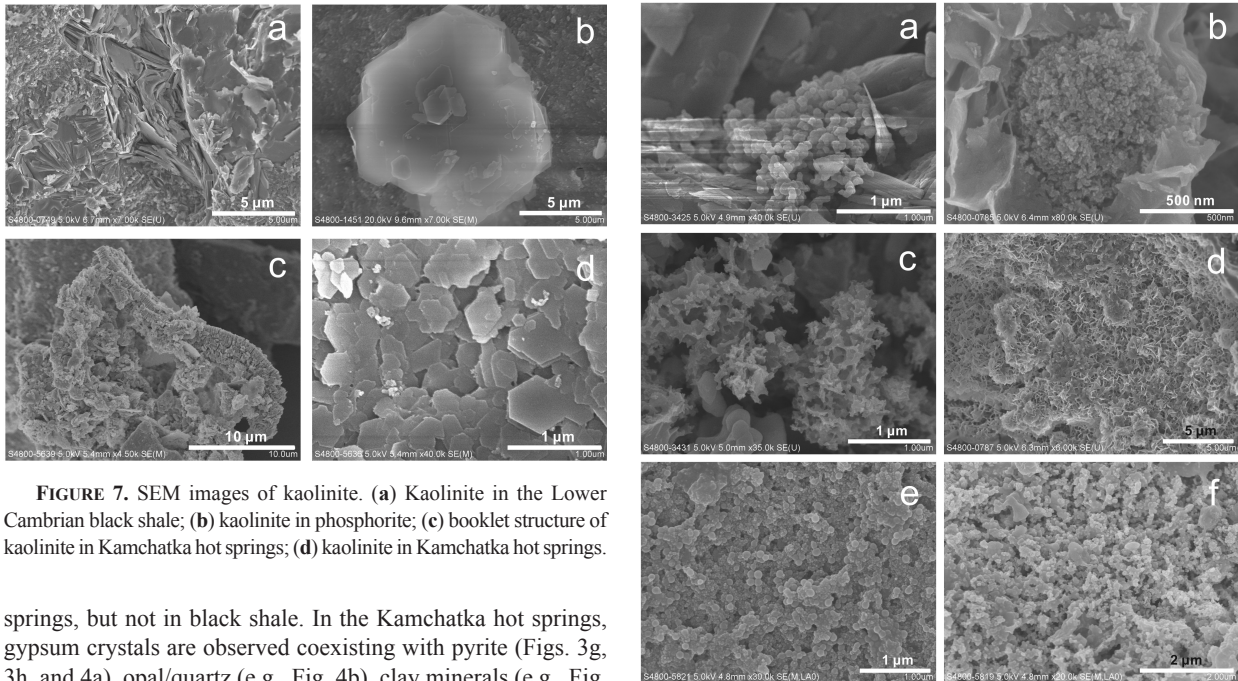 a
5 µm
S4800-0749 5.0kV 6.7mm x7.00k SE(U)
5.00um
b
5 µm
S4800-1451 20.0kV 9.6mm x7.00k SE(M)
5.00um
c
10 µm
S4800-5639 5.0kV 5.4mm x4.50k SE(M)
10.0um
d
1 µm
S4800-5636 5.0kV 5.4mm x40.0k SE(M)
1.00um
FIGURE 7. SEM images of kaolinite. (a) Kaolinite in the Lower
Cambrian black shale; (b) kaolinite in phosphorite; (c) booklet structure of
kaolinite in Kamchatka hot springs; (d) kaolinite in Kamchatka hot springs.
springs, but not in black shale. In the Kamchatka hot springs,
gypsum crystals are observed coexisting with pyrite (Figs. 3g,
3h, and 4a), opal/quartz (e.g., Fig. 4b), clay minerals (e.g., Fig.
a
1 µm
S4800-3425 5.0kV 4.9mm x40.0k SE(U)
1.00um
b
500 nm
S4800-0785 5.0kV 6.4mm x80.0k SE(U)
500nm
c
1 µm
S4800-3431 5.0kV 5.0mm x35.0k SE(U)
1.00um
d
5 µm
S4800-0787 5.0kV 6.3mm x6.00k SE(U)
5.00um
e
1 µm
S4800-5821 5.0kV 4.8mm x30.0k SE(M,LA0)
1.00um
f
2 µm
S4800-5819 5.0kV 4.8mm x20.0k SE(M,LA0)
2.00um